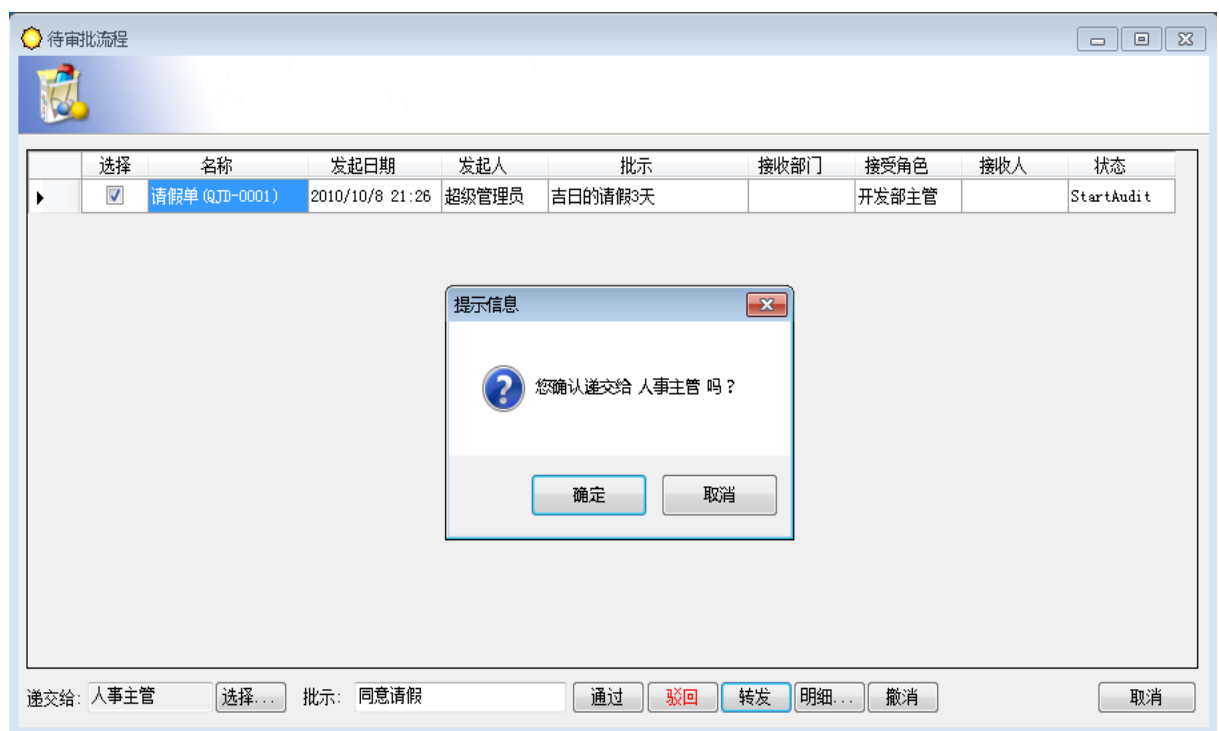 待审批流程
选择 名称 发起日期 发起人 批示 接收部门 接受角色 接收人 状态
请假单(QJD-0001) 2010/10/8 21:26 超级管理员 吉日的请假3天 开发部主管 StartAudit
提示信息
您确认递交给 人事主管 吗？
确定 取消
递交给: 人事主管 选择... 批示: 同意请假 通过 驳回 转发 明细... 撤消 取消